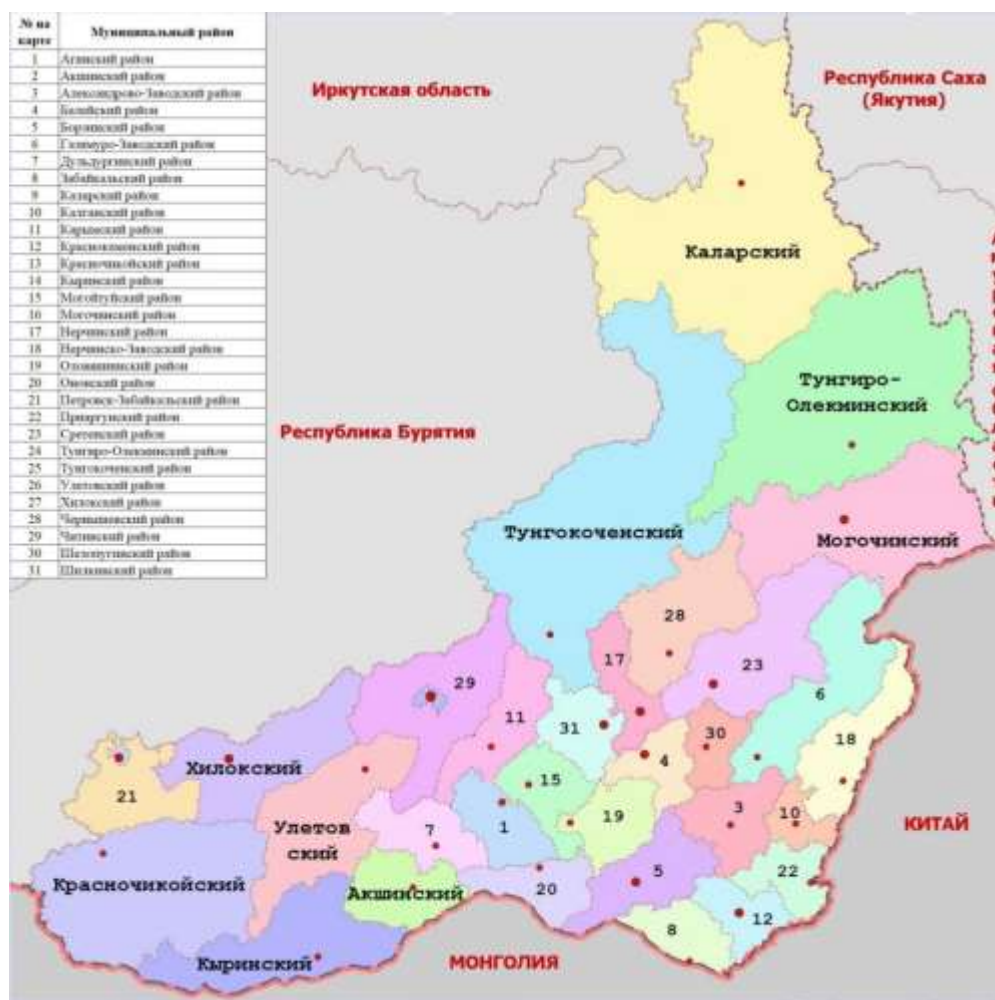 № на карте Муниципальный район
1 Агинский район
2 Акшинский район
3 Александрово-Заводский район
4 Балейский район
5 Борзинский район
6 Газимуро-Заводский район
7 Дульдургинский район
8 Забайкальский район
9 Каларский район
10 Калганский район
11 Карымский район
12 Краснокаменский район
13 Красночикойский район
14 Кыринский район
15 Могойтуйский район
16 Могочинский район
17 Нерчинский район
18 Нерчинско-Заводский район
19 Оловяннинский район
20 Ононский район
21 Петровск-Забайкальский район
22 Приаргунский район
23 Сретенский район
24 Тунгиро-Олекминский район
25 Тунгокоченский район
26 Улетовский район
27 Хилокский район
28 Чернышевский район
29 Читинский район
30 Шелопугинский район
31 Шилкинский район
Иркутская область
Республика Саха
(Якутия)
Каларский
Тунгиро-
Олекминский
Республика Бурятия
Тунгокоченский
Могочинский
28
17
23
29
11
31
30
6
18
Хилокский
21
15
4
19
3
10
КИТАЙ
Улетов
ский
7
1
Красночикойский
Акшинский
20
5
22
8
12
Кыринский
МОНГОЛИЯ